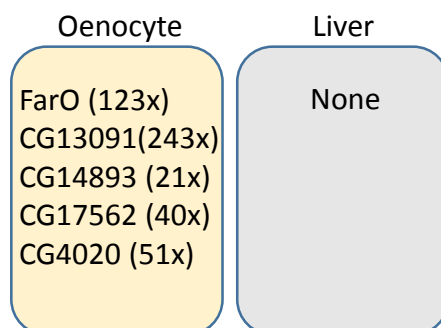 Oenocyte
Liver
FarO (123x)
CG13091(243x)
CG14893 (21x)
CG17562 (40x)
CG4020 (51x)
None